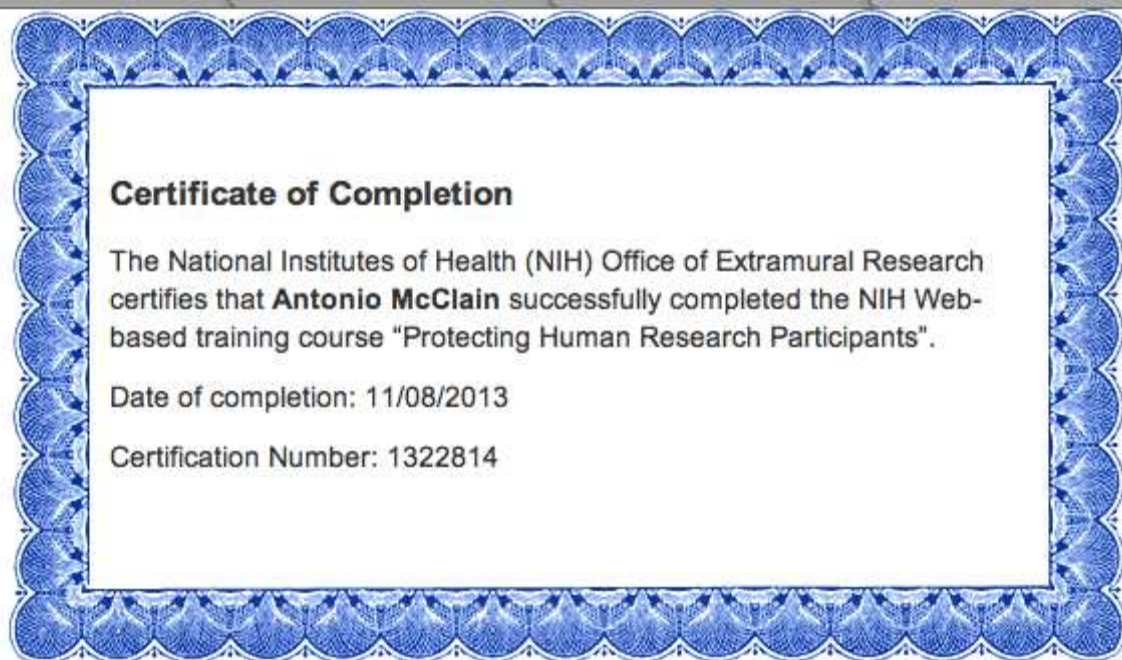 Certificate of Completion
The National Institutes of Health (NIH) Office of Extramural Research
certifies that Antonio McClain successfully completed the NIH Web-
based training course “Protecting Human Research Participants”.
Date of completion: 11/08/2013
Certification Number: 1322814